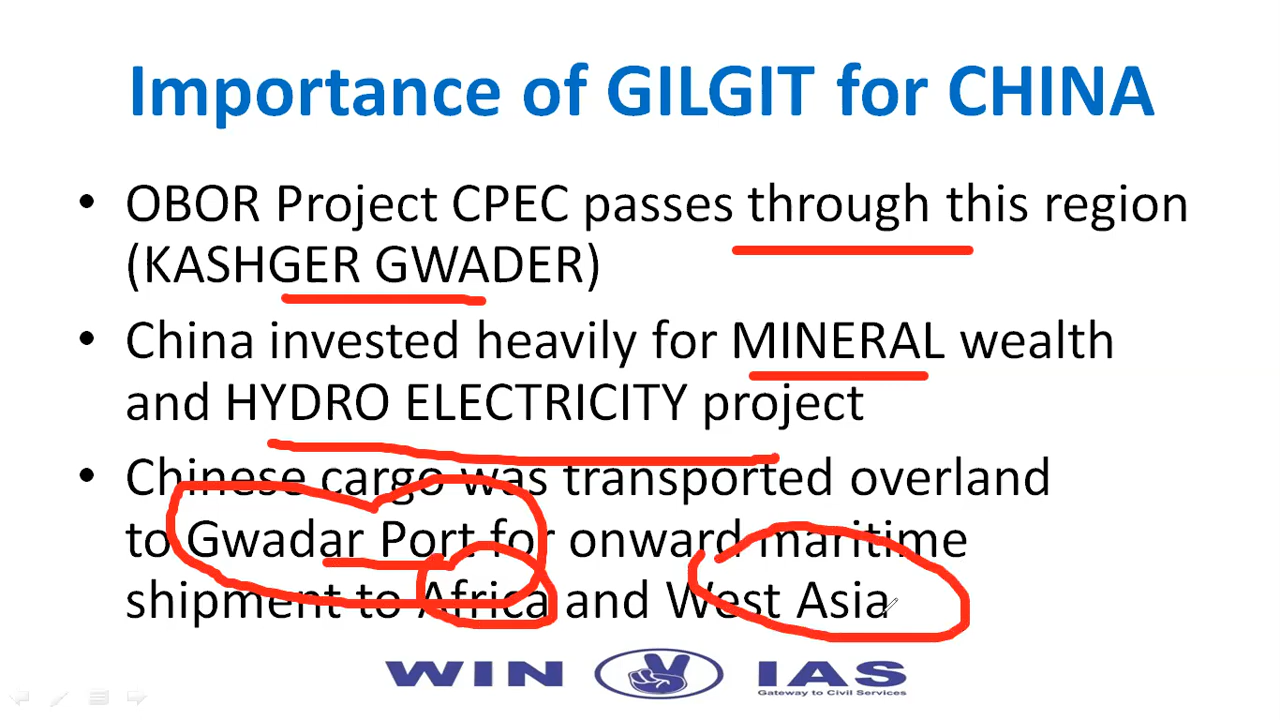 Importance of GILGIT for CHINA
• OBOR Project CPEC passes through this region
(KASHGER GWADER)
• China invested heavily for MINERAL wealth
and HYDRO ELECTRICITY project
• Chinese cargo was transported overland
to Gwadar Port for onward maritime
shipment to Africa and West Asia
WIN IAS
Gateway to Civil Services